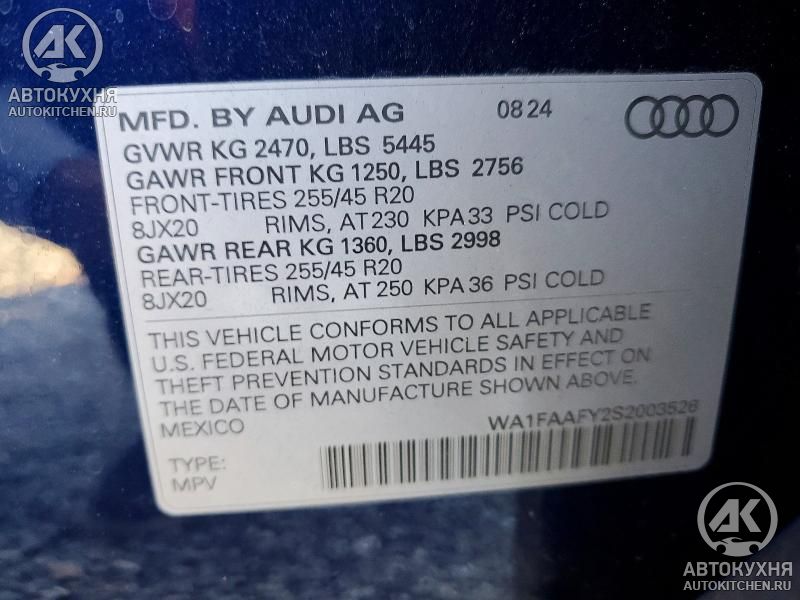 AK
АВТОКУХНЯ
AUTOKITCHEN.RU
MFD. BY AUDI AG 0824
GVWR KG 2470, LBS 5445
GAWR FRONT KG 1250, LBS 2756
FRONT-TIRES 255/45 R20
8JX20 RIMS, AT 230 KPA 33 PSI COLD
GAWR REAR KG 1360, LBS 2998
REAR-TIRES 255/45 R20
8JX20 RIMS, AT 250 KPA 36 PSI COLD
THIS VEHICLE CONFORMS TO ALL APPLICABLE
U.S. FEDERAL MOTOR VEHICLE SAFETY AND
THEFT PREVENTION STANDARDS IN EFFECT ON
THE DATE OF MANUFACTURE SHOWN ABOVE.
MEXICO WA1FAAFY2S2003526
TYPE:
MPV
AK
АВТОКУХНЯ
AUTOKITCHEN.RU